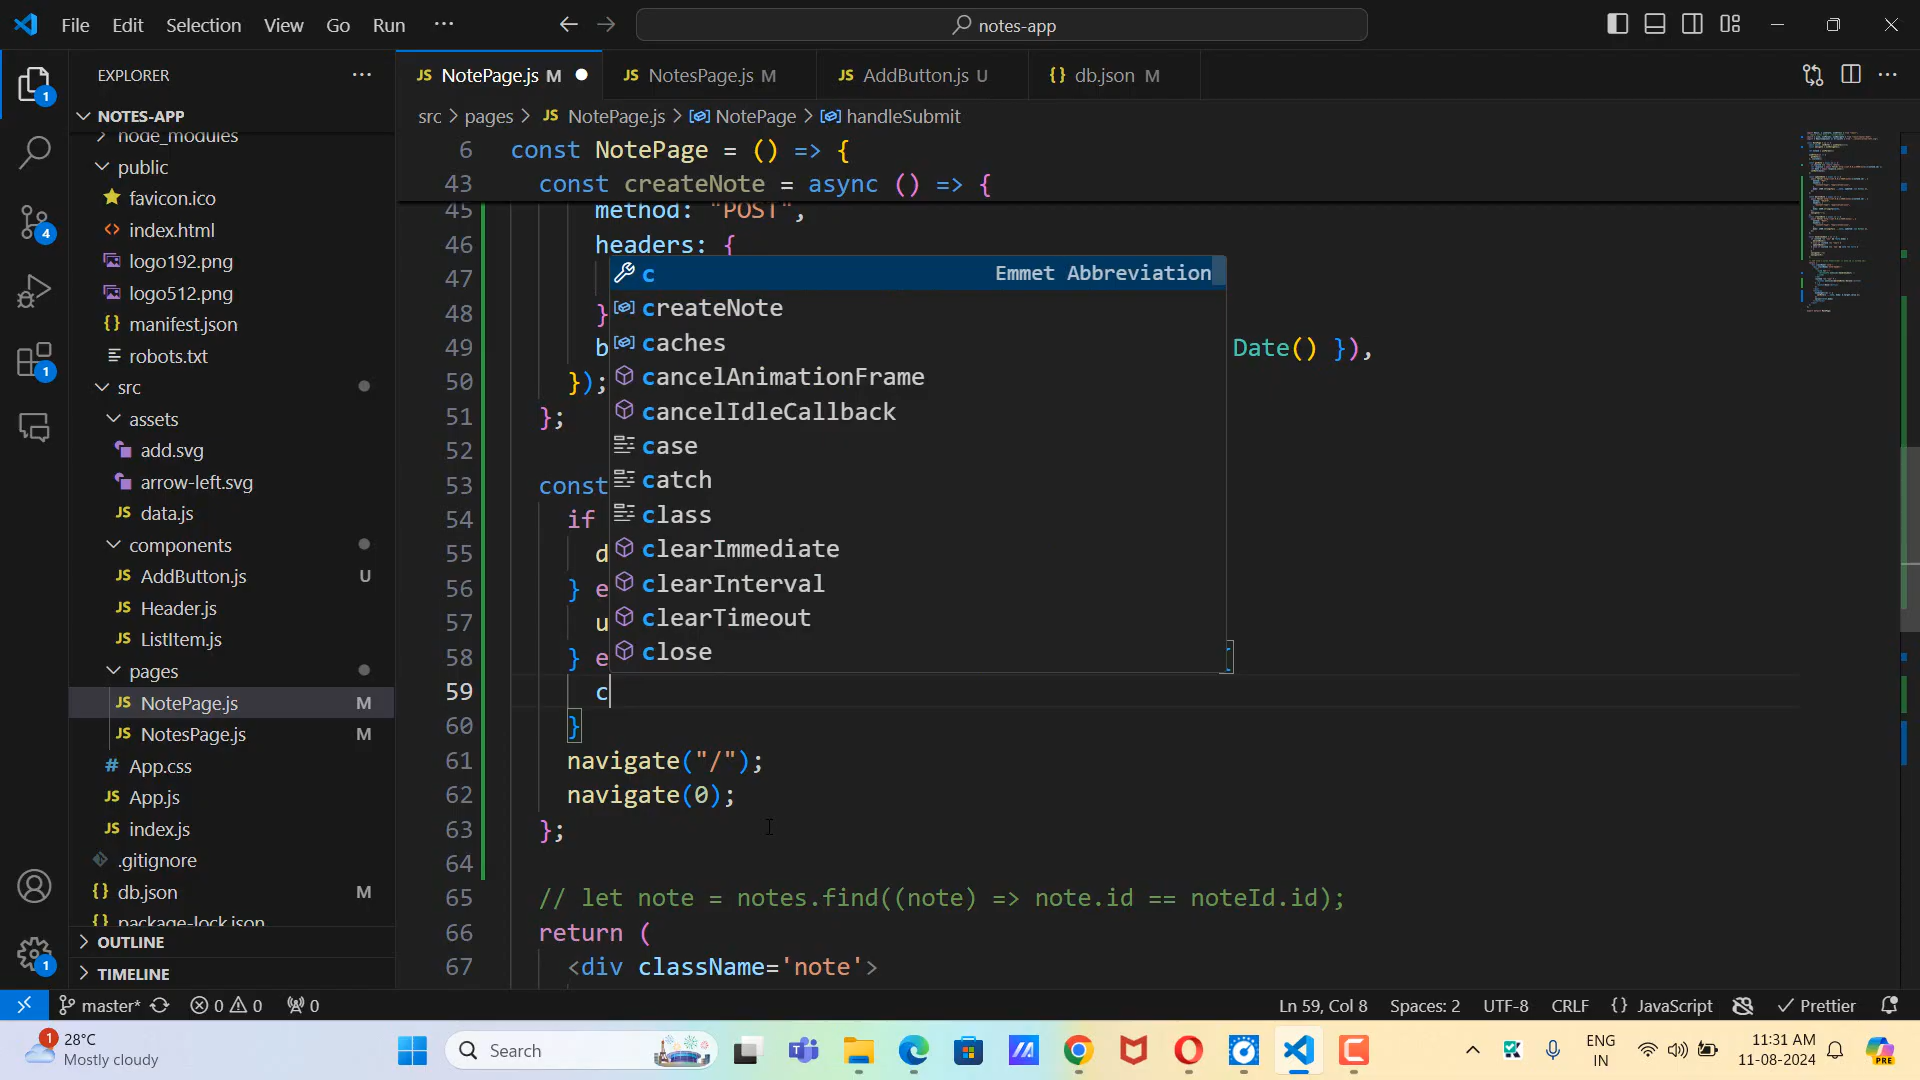 File Edit Selection View Go Run ···
notes-app
EXPLORER
NOTES-APP
node_modules
public
favicon.ico
index.html
logo192.png
logo512.png
manifest.json
robots.txt
src
assets
add.svg
arrow-left.svg
data.js
components
AddButton.js U
Header.js
ListItem.js
pages
NotePage.js M
NotesPage.js M
App.css
App.js
index.js
.gitignore
db.json M
package-lock.json
OUTLINE
TIMELINE
JS NotePage.js M
JS NotesPage.js M
JS AddButton.js U
{} db.json M
src > pages > JS NotePage.js > NotePage > handleSubmit
6 const NotePage = () => {
43 const createNote = async () => {
45 method: "POST",
46 headers: {
47
48 }
49 b Date() }),
50 });
51 };
52
53 const
54 if
55 d
56 } e
57 u
58 } e {
59 c
60 }
61 navigate("/");
62 navigate(0);
63 };
64
65 // let note = notes.find((note) => note.id == noteId.id);
66 return (
67 <div className='note'>
c Emmet Abbreviation
createNote
caches
cancelAnimationFrame
cancelIdleCallback
case
catch
class
clearImmediate
clearInterval
clearTimeout
close
master* 0 0 0
Ln 59, Col 8 Spaces: 2 UTF-8 CRLF {} JavaScript Prettier
28°C
Mostly cloudy
Search
ENG
IN
11:31 AM
11-08-2024